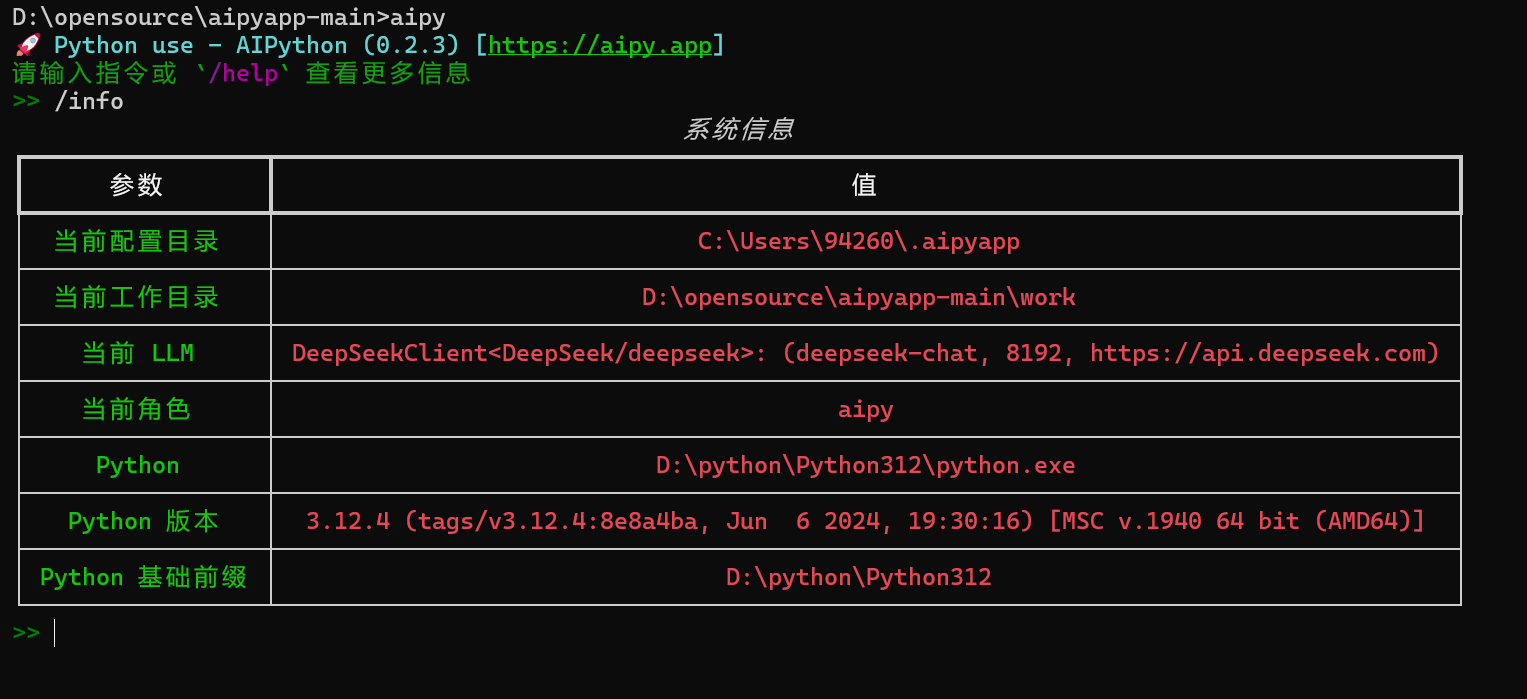 D:\opensource\aipyapp-main>aipy
🚀 Python use - AIPython (0.2.3) [https://aipy.app]
请输入指令或 `/help` 查看更多信息
>> /info
系统信息
参数 值
当前配置目录 C:\Users\94260\.aipyapp
当前工作目录 D:\opensource\aipyapp-main\work
当前 LLM DeepSeekClient<DeepSeek/deepseek>: (deepseek-chat, 8192, https://api.deepseek.com)
当前角色 aipy
Python D:\python\Python312\python.exe
Python 版本 3.12.4 (tags/v3.12.4:8e8a4ba, Jun  6 2024, 19:30:16) [MSC v.1940 64 bit (AMD64)]
Python 基础前缀 D:\python\Python312
>>